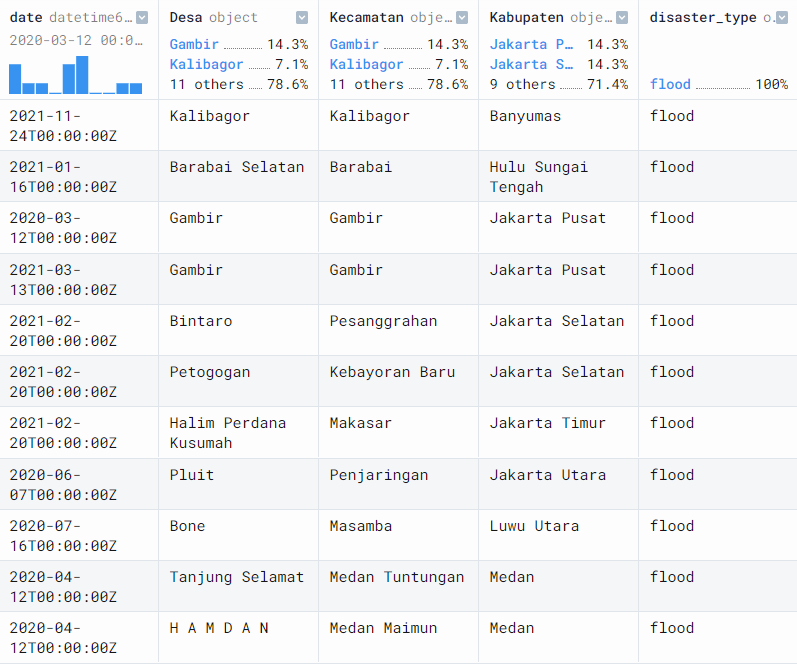 date datetime6… Desa object Kecamatan obje… Kabupaten obje… disaster_type o…
2020-03-12 00:0… Gambir 14.3% Gambir 14.3% Jakarta P… 14.3%
Kalibagor 7.1% Kalibagor 7.1% Jakarta S… 14.3%
11 others 78.6% 11 others 78.6% 9 others 71.4% flood 100%
2021-11- Kalibagor Kalibagor Banyumas flood
24T00:00:00Z
2021-01- Barabai Selatan Barabai Hulu Sungai flood
16T00:00:00Z Tengah
2020-03- Gambir Gambir Jakarta Pusat flood
12T00:00:00Z
2021-03- Gambir Gambir Jakarta Pusat flood
13T00:00:00Z
2021-02- Bintaro Pesanggrahan Jakarta Selatan flood
20T00:00:00Z
2021-02- Petogogan Kebayoran Baru Jakarta Selatan flood
20T00:00:00Z
2021-02- Halim Perdana Makasar Jakarta Timur flood
20T00:00:00Z Kusumah
2020-06- Pluit Penjaringan Jakarta Utara flood
07T00:00:00Z
2020-07- Bone Masamba Luwu Utara flood
16T00:00:00Z
2020-04- Tanjung Selamat Medan Tuntungan Medan flood
12T00:00:00Z
2020-04- H A M D A N Medan Maimun Medan flood
12T00:00:00Z